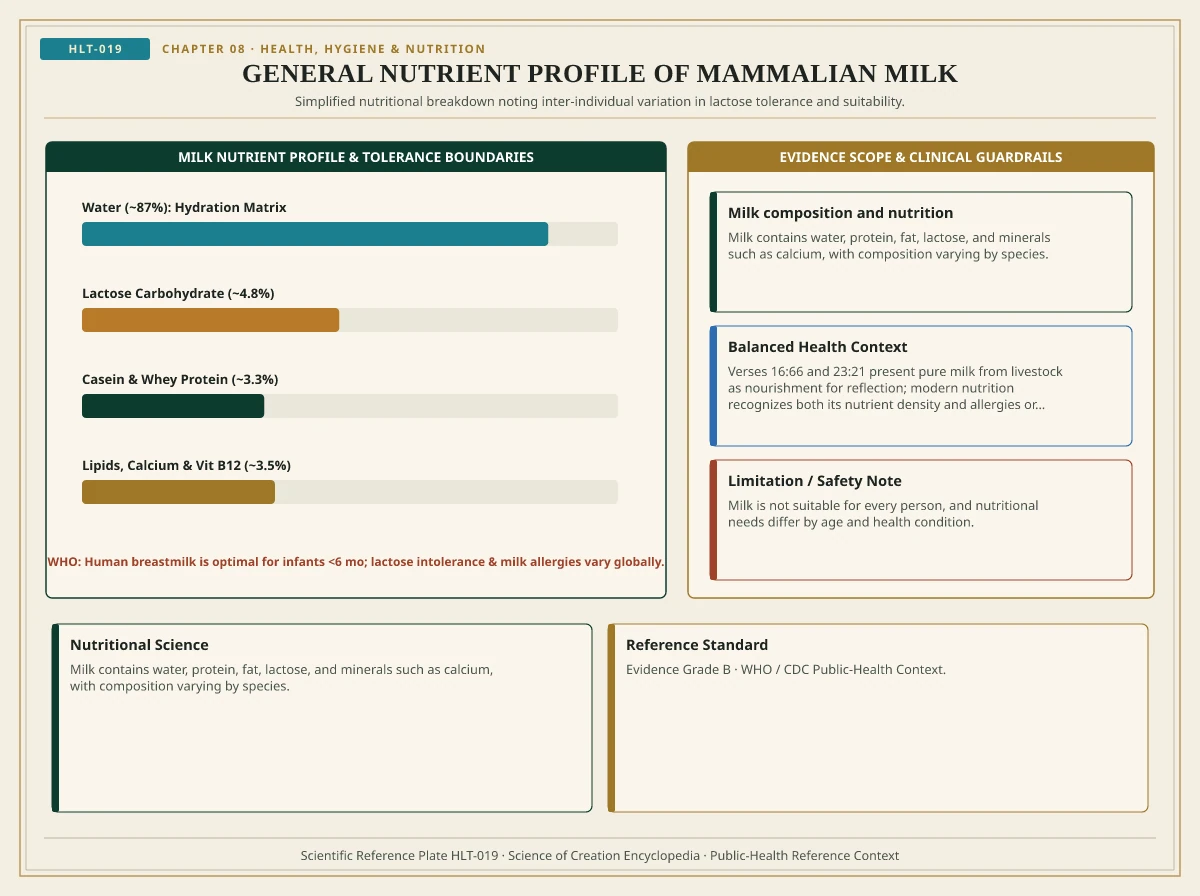 HLT-019
CHAPTER 08 · HEALTH, HYGIENE & NUTRITION
GENERAL NUTRIENT PROFILE OF MAMMALIAN MILK
Simplified nutritional breakdown noting inter-individual variation in lactose tolerance and suitability.
MILK NUTRIENT PROFILE & TOLERANCE BOUNDARIES
Water (~87%): Hydration Matrix
Lactose Carbohydrate (~4.8%)
Casein & Whey Protein (~3.3%)
Lipids, Calcium & Vit B12 (~3.5%)
WHO: Human breastmilk is optimal for infants <6 mo; lactose intolerance & milk allergies vary globally.
EVIDENCE SCOPE & CLINICAL GUARDRAILS
Milk composition and nutrition
Milk contains water, protein, fat, lactose, and minerals
such as calcium, with composition varying by species.
Balanced Health Context
Verses 16:66 and 23:21 present pure milk from livestock
as nourishment for reflection; modern nutrition
recognizes both its nutrient density and allergies or...
Limitation / Safety Note
Milk is not suitable for every person, and nutritional
needs differ by age and health condition.
Nutritional Science
Milk contains water, protein, fat, lactose, and minerals such as calcium,
with composition varying by species.
Reference Standard
Evidence Grade B · WHO / CDC Public-Health Context.
Scientific Reference Plate HLT-019 · Science of Creation Encyclopedia · Public-Health Reference Context